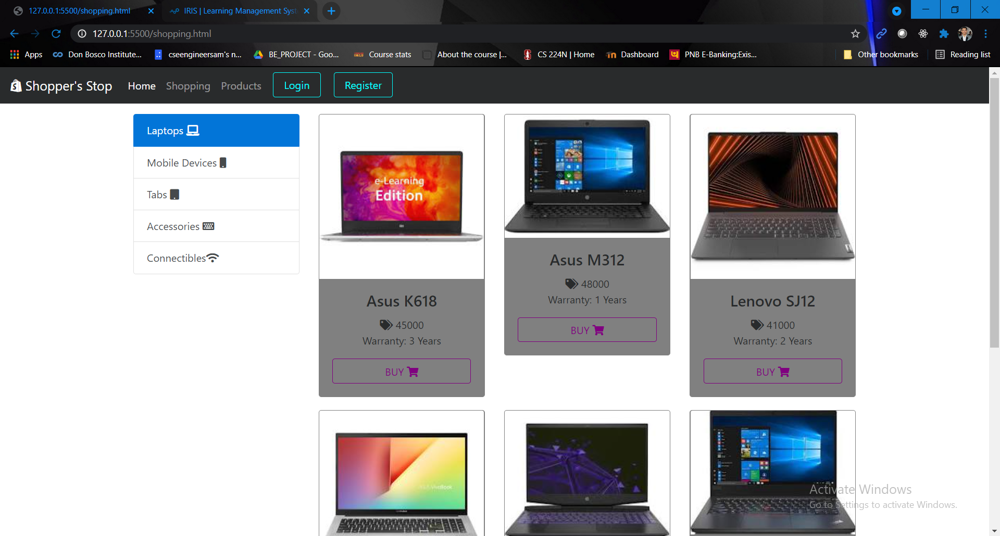 127.0.0.1:5500/shopping.html
IRIS | Learning Management Syst
127.0.0.1:5500/shopping.html
Apps
Don Bosco Institute...
cseengineersam's n...
BE_PROJECT - Goo...
Course stats
About the course |...
CS 224N | Home
Dashboard
PNB E-Banking:Exis...
Other bookmarks
Reading list
Shopper's Stop
Home
Shopping
Products
Login
Register
Laptops
Mobile Devices
Tabs
Accessories
Connectibles
e-Learning
Edition
Asus K618
45000
Warranty: 3 Years
BUY
Asus M312
48000
Warranty: 1 Years
BUY
Lenovo SJ12
41000
Warranty: 2 Years
BUY
Activate Windows
Go to Settings to activate Windows.